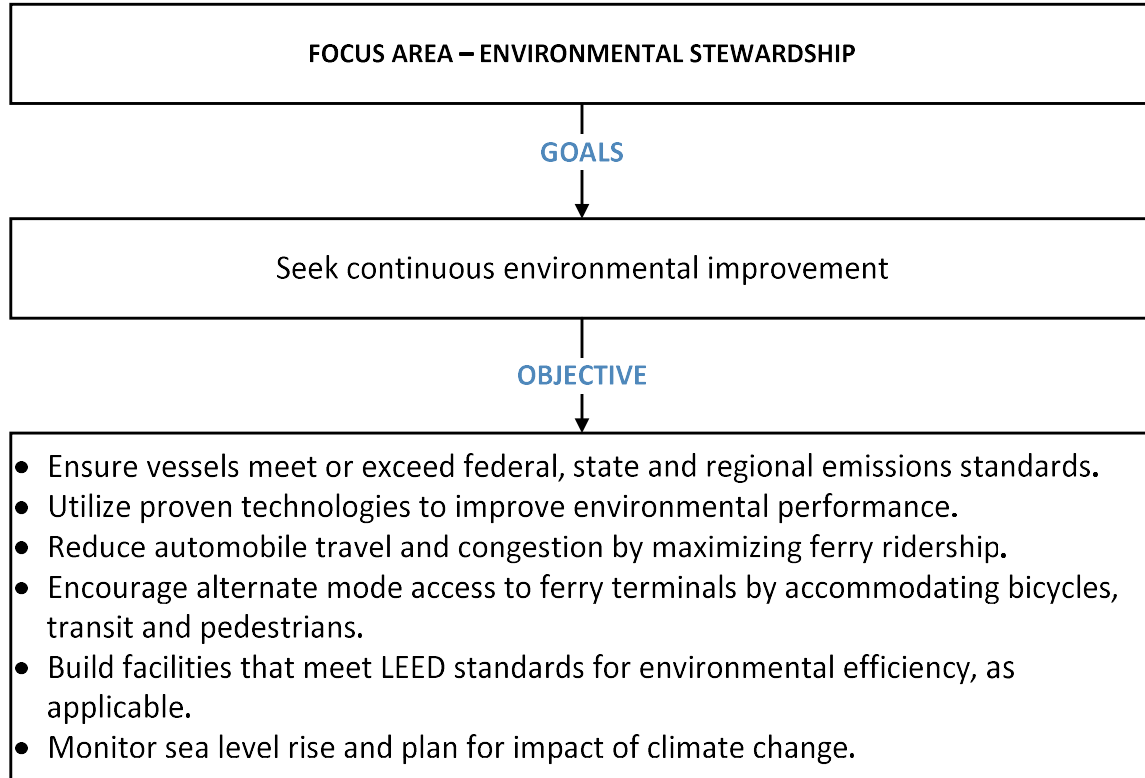 FOCUS AREA – ENVIRONMENTAL STEWARDSHIP
GOALS
Seek continuous environmental improvement
OBJECTIVE
• Ensure vessels meet or exceed federal, state and regional emissions standards.
• Utilize proven technologies to improve environmental performance.
• Reduce automobile travel and congestion by maximizing ferry ridership.
• Encourage alternate mode access to ferry terminals by accommodating bicycles,
transit and pedestrians.
• Build facilities that meet LEED standards for environmental efficiency, as
applicable.
• Monitor sea level rise and plan for impact of climate change.